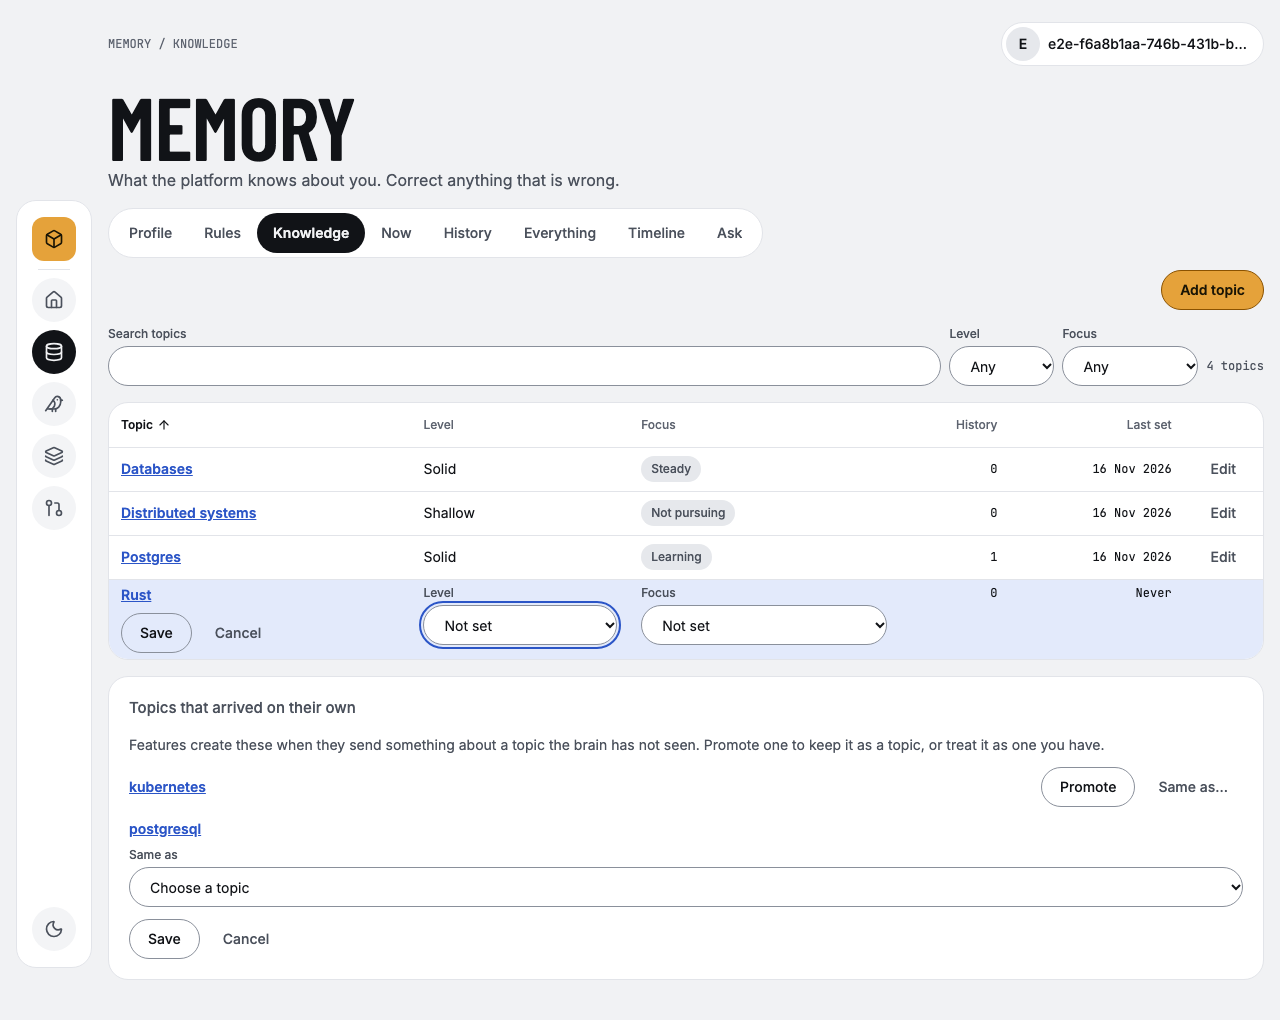 MEMORY / KNOWLEDGE
E e2e-f6a8b1aa-746b-431b-b...
MEMORY
What the platform knows about you. Correct anything that is wrong.
Profile Rules Knowledge Now History Everything Timeline Ask
Add topic
Search topics Level Focus
Any Any 4 topics
Topic ↑ Level Focus History Last set
Databases Solid Steady 0 16 Nov 2026 Edit
Distributed systems Shallow Not pursuing 0 16 Nov 2026 Edit
Postgres Solid Learning 1 16 Nov 2026 Edit
Rust Level Focus 0 Never
Save Cancel Not set Not set
Topics that arrived on their own
Features create these when they send something about a topic the brain has not seen. Promote one to keep it as a topic, or treat it as one you have.
kubernetes Promote Same as...
postgresql
Same as
Choose a topic
Save Cancel